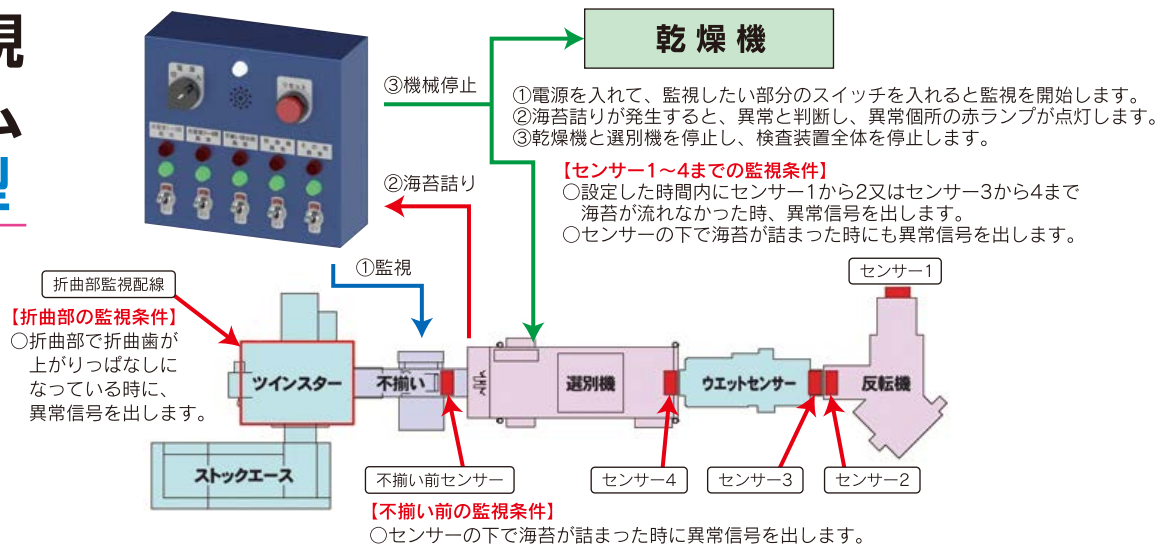 視
ム
型
電源
リセット
乾燥機
③機械停止
①電源を入れて、監視したい部分のスイッチを入れると監視を開始します。
②海苔詰りが発生すると、異常と判断し、異常個所の赤ランプが点灯します。
③乾燥機と選別機を停止し、検査装置全体を停止します。
【センサー1〜4までの監視条件】
○設定した時間内にセンサー1から2又はセンサー3から4まで
海苔が流れなかった時、異常信号を出します。
○センサーの下で海苔が詰まった時にも異常信号を出します。
②海苔詰り
①監視
折曲部監視配線
【折曲部の監視条件】
○折曲部で折曲歯が
上がりっぱなしに
なっている時に、
異常信号を出します。
センサー1
ツインスター
不揃い
選別機
ウエットセンサー
反転機
ストックエース
不揃い前センサー
センサー4
センサー3
センサー2
【不揃い前の監視条件】
○センサーの下で海苔が詰まった時に異常信号を出します。